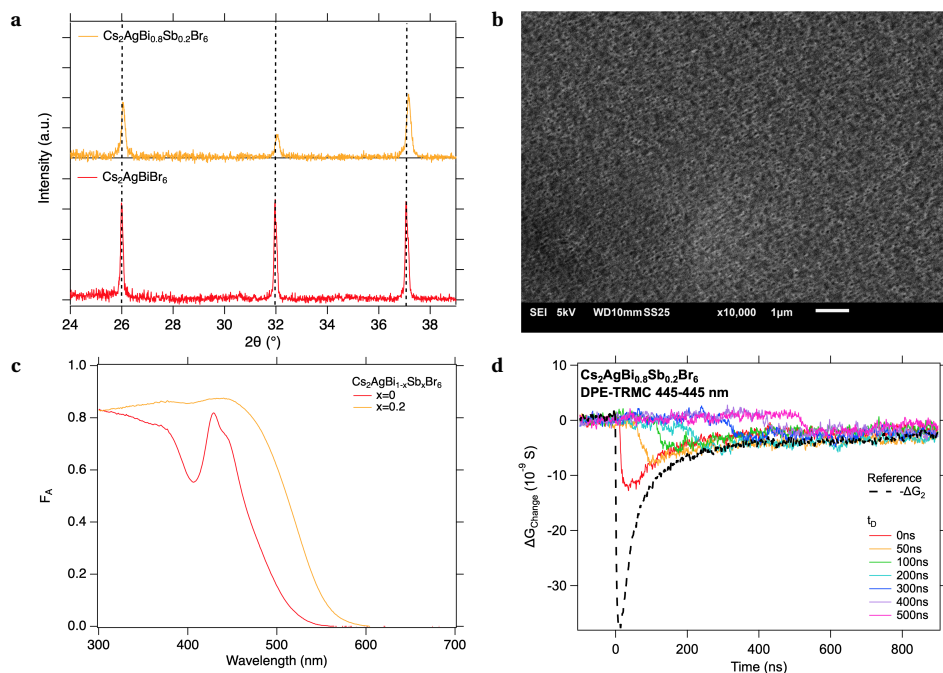 a
Cs₂AgBi₀.₈Sb₀.₂Br₆
Cs₂AgBiBr₆
Intensity (a.u.)
24 26 28 30 32 34 36 38
2θ (°)
b
SEI 5kV WD10mm SS25 x10,000 1µm
c
1.0
0.8
0.6
0.4
0.2
0.0
F_A
Cs₂AgBi₁₋ₓSbₓBr₆
x=0
x=0.2
300 400 500 600 700
Wavelength (nm)
d
Cs₂AgBi₀.₈Sb₀.₂Br₆
DPE-TRMC 445-445 nm
10
0
-10
-20
-30
ΔG_Change (10⁻⁹ S)
Reference
-ΔG₂
t_D
0ns
50ns
100ns
200ns
300ns
400ns
500ns
0 200 400 600 800
Time (ns)